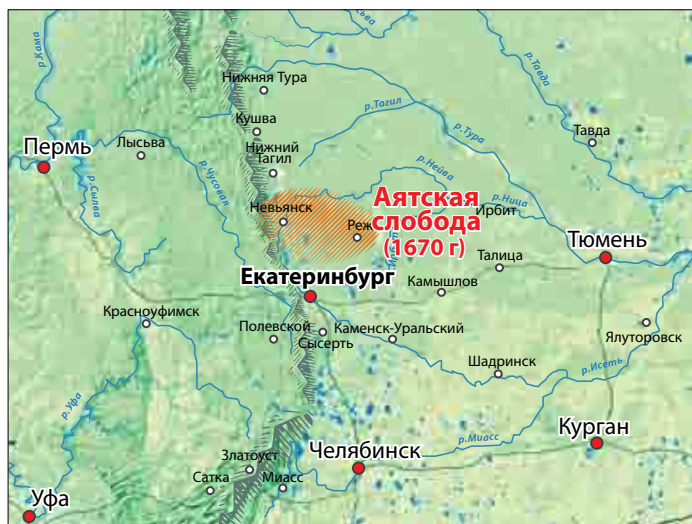 р.Кама
р.Тавда
Нижняя Тура
р.Тагил
Кушва
р.Тура
Тавда
Лысьва
Нижний
Тагил
Пермь
р.Чусовая
р.Нейва
р.Сылва
Аятская
слобода
(1670 г)
р.Ница
Ирбит
Невьянск
Реж
Тюмень
Талица
Екатеринбург
Камышлов
Красноуфимск
Полевской
Сысерть
Каменск-Уральский
Ялуторовск
Шадринск
р.Исеть
р.Уфа
Курган
р.Миасс
Челябинск
Златоуст
Сатка
Миасс
Уфа